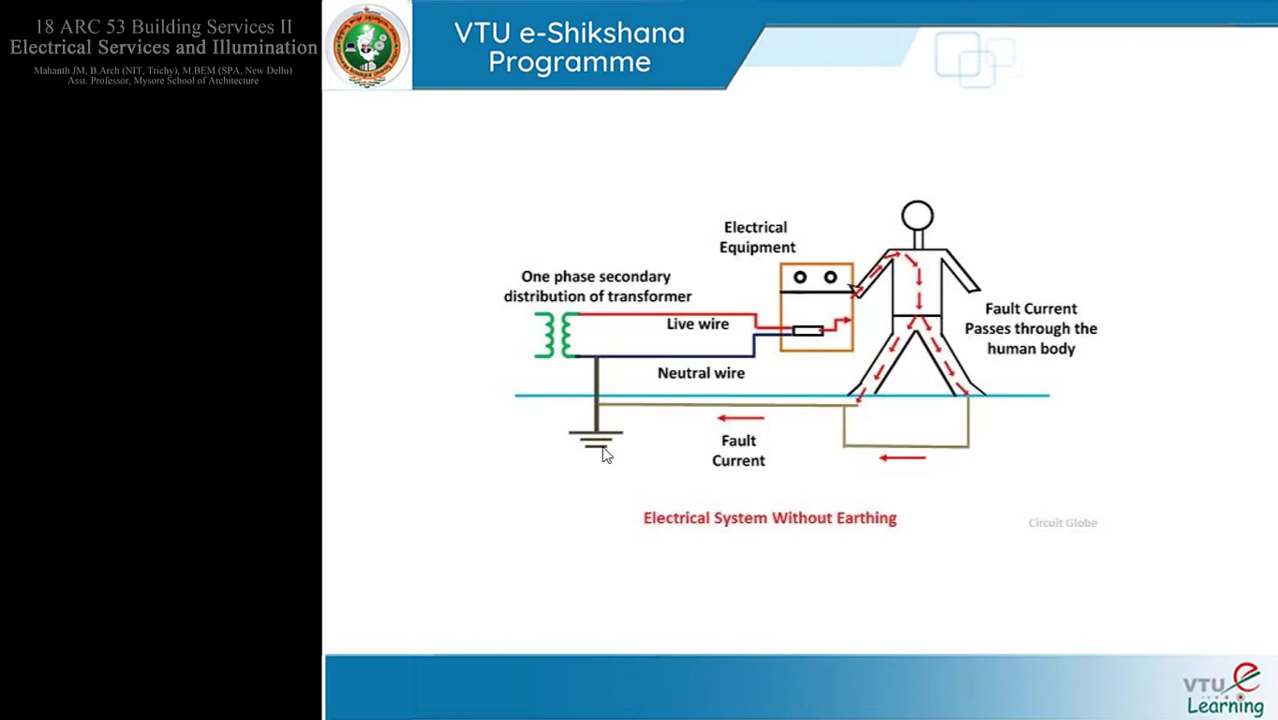 18 ARC 53 Building Services II
Electrical Services and Illumination
Mahanth JM, B.Arch (NIT, Trichy), M.BEM (SPA, New Delhi)
Asst. Professor, Mysore School of Architecture
VTU e-Shikshana
Programme
Electrical
Equipment
One phase secondary
distribution of transformer
Live wire
Neutral wire
Fault Current
Passes through the
human body
Fault
Current
Electrical System Without Earthing
Circuit Globe
VTU e
Learning